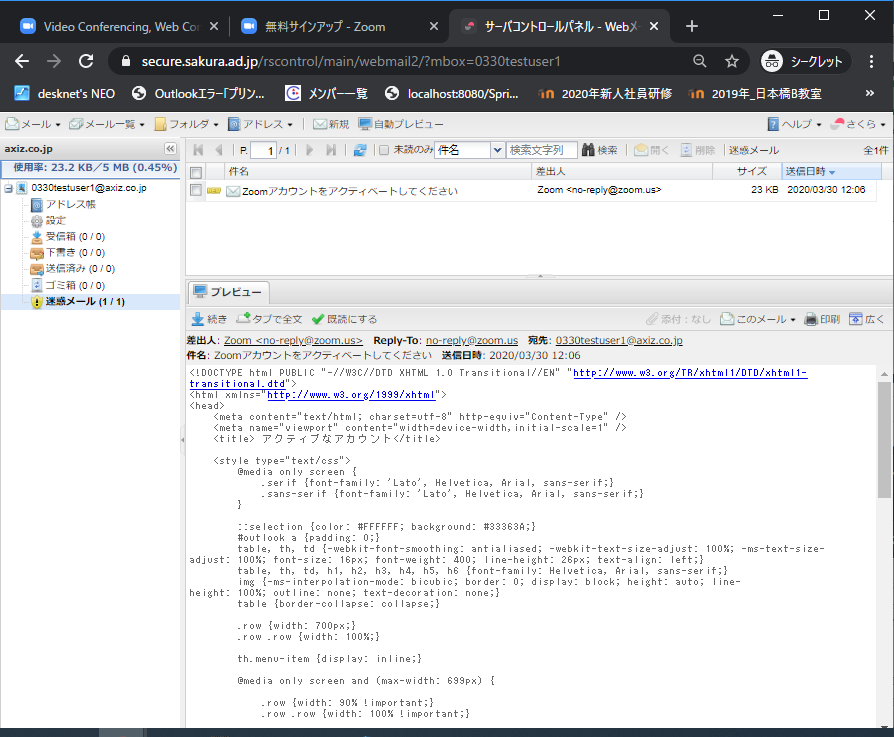 Video Conferencing, Web Con
無料サインアップ - Zoom
サーバコントロールパネル - Webメ
secure.sakura.ad.jp/rscontrol/main/webmail2/?mbox=0330testuser1
シークレット
desknet's NEO
Outlookエラー「プリン...
メンバー一覧
localhost:8080/Spri...
2020年新人社員研修
2019年_日本橋B教室
»
メール
メール一覧
フォルダ
アドレス
新規
自動プレビュー
ヘルプ
さくら
axiz.co.jp
P. 1 / 1
未読のみ
件名
検索文字列
検索
開く
削除
迷惑メール
全1件
使用率: 23.2 KB／5 MB (0.45%)
件名
差出人
サイズ
送信日時
0330testuser1@axiz.co.jp
Zoomアカウントをアクティベートしてください
Zoom <no-reply@zoom.us>
23 KB
2020/03/30 12:06
アドレス帳
設定
受信箱 (0 / 0)
下書き (0 / 0)
送信済み (0 / 0)
ゴミ箱 (0 / 0)
迷惑メール (1 / 1)
プレビュー
続き
タブで全文
既読にする
添付：なし
このメール
印刷
広く
差出人: Zoom <no-reply@zoom.us> Reply-To: no-reply@zoom.us 宛先: 0330testuser1@axiz.co.jp
件名: Zoomアカウントをアクティベートしてください 送信日時: 2020/03/30 12:06
<!DOCTYPE html PUBLIC "-//W3C//DTD XHTML 1.0 Transitional//EN" "http://www.w3.org/TR/xhtml1/DTD/xhtml1-
transitional.dtd">
<html xmlns="http://www.w3.org/1999/xhtml">
<head>
<meta content="text/html; charset=utf-8" http-equiv="Content-Type" />
<meta name="viewport" content="width=device-width,initial-scale=1" />
<title> アクティブなアカウント</title>
<style type="text/css">
@media only screen {
.serif {font-family: 'Lato', Helvetica, Arial, sans-serif;}
.sans-serif {font-family: 'Lato', Helvetica, Arial, sans-serif;}
}
::selection {color: #FFFFFF; background: #33363A;}
#outlook a {padding: 0;}
table, th, td {-webkit-font-smoothing: antialiased; -webkit-text-size-adjust: 100%; -ms-text-size-
adjust: 100%; font-size: 16px; font-weight: 400; line-height: 26px; text-align: left;}
table, th, td, h1, h2, h3, h4, h5, h6 {font-family: Helvetica, Arial, sans-serif;}
img {-ms-interpolation-mode: bicubic; border: 0; display: block; height: auto; line-
height: 100%; outline: none; text-decoration: none;}
table {border-collapse: collapse;}
.row {width: 700px;}
.row .row {width: 100%;}
th.menu-item {display: inline;}
@media only screen and (max-width: 699px) {
.row {width: 90% !important;}
.row .row {width: 100% !important;}